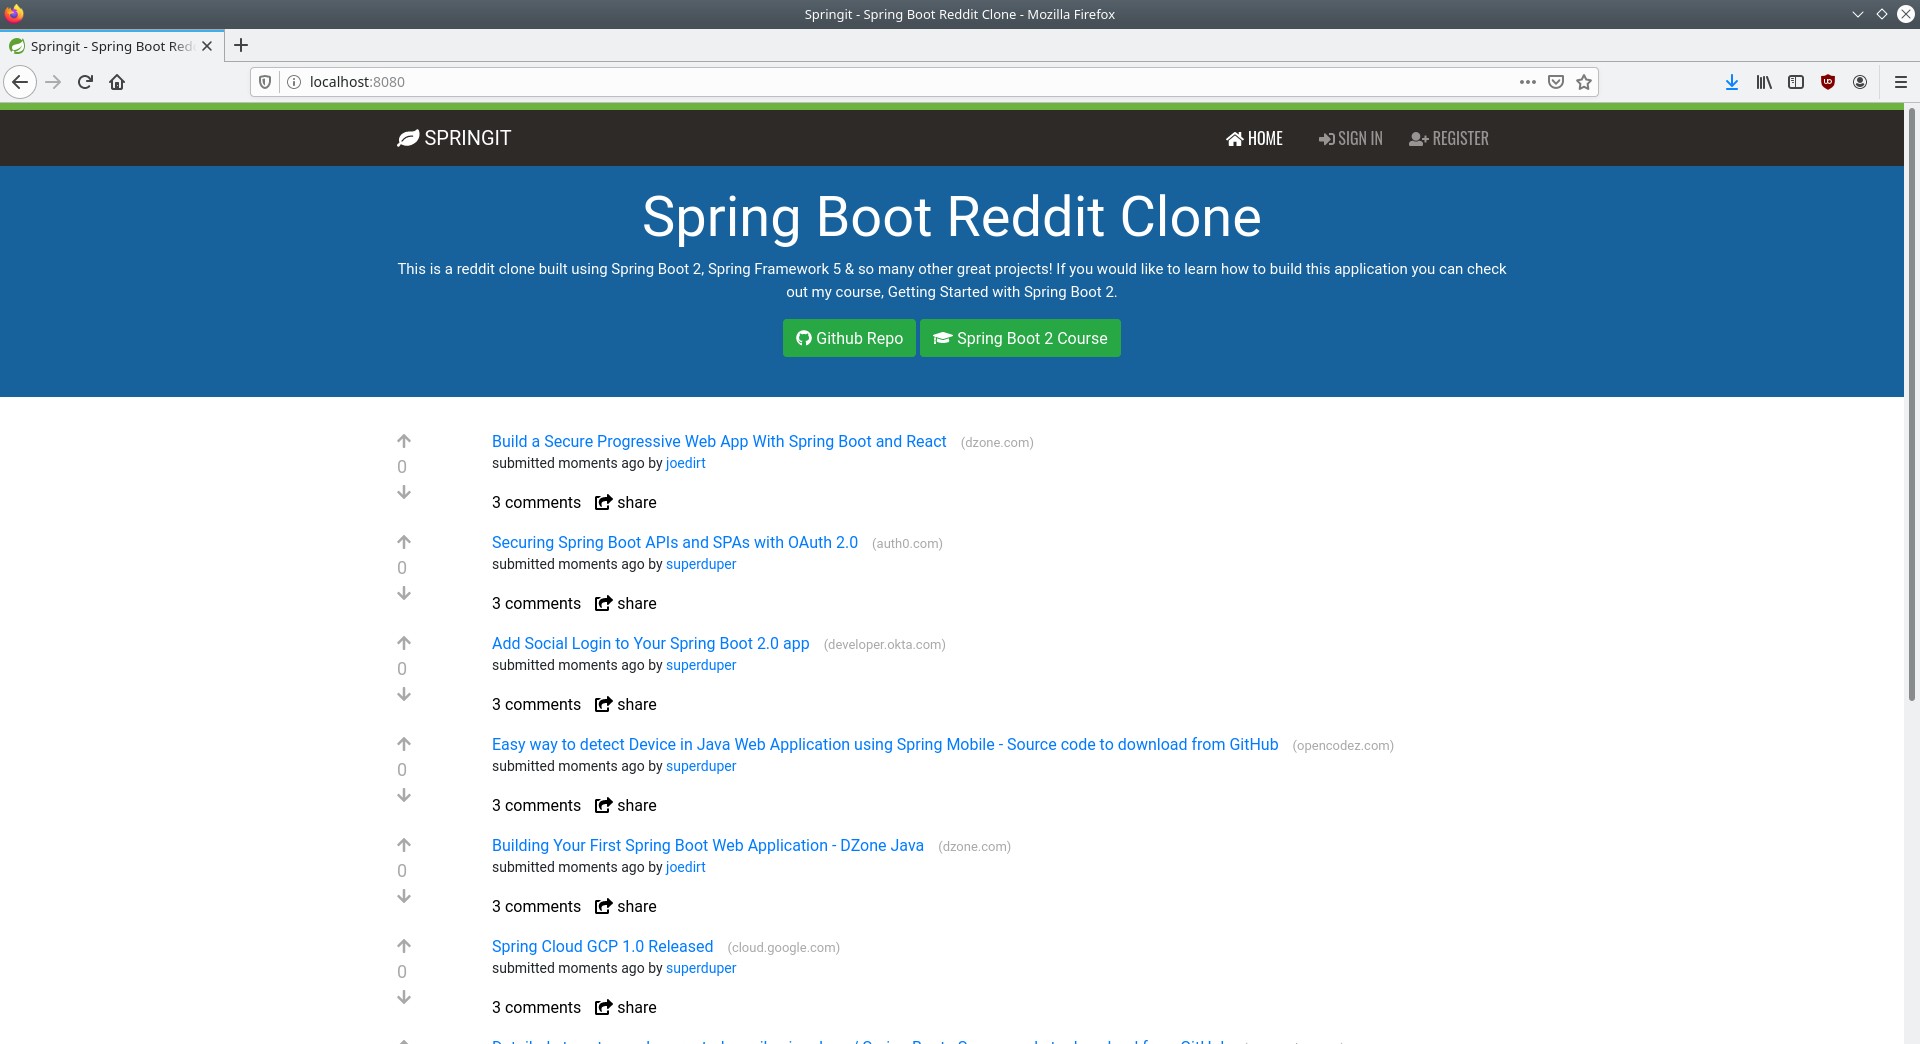 Springit - Spring Boot Reddit Clone - Mozilla Firefox
Springit - Spring Boot Red
localhost:8080
SPRINGIT
HOME SIGN IN REGISTER
Spring Boot Reddit Clone
This is a reddit clone built using Spring Boot 2, Spring Framework 5 & so many other great projects! If you would like to learn how to build this application you can check
out my course, Getting Started with Spring Boot 2.
Github Repo Spring Boot 2 Course
Build a Secure Progressive Web App With Spring Boot and React (dzone.com)
submitted moments ago by joedirt
0
3 comments share
Securing Spring Boot APIs and SPAs with OAuth 2.0 (auth0.com)
submitted moments ago by superduper
0
3 comments share
Add Social Login to Your Spring Boot 2.0 app (developer.okta.com)
submitted moments ago by superduper
0
3 comments share
Easy way to detect Device in Java Web Application using Spring Mobile - Source code to download from GitHub (opencodez.com)
submitted moments ago by superduper
0
3 comments share
Building Your First Spring Boot Web Application - DZone Java (dzone.com)
submitted moments ago by joedirt
0
3 comments share
Spring Cloud GCP 1.0 Released (cloud.google.com)
submitted moments ago by superduper
0
3 comments share